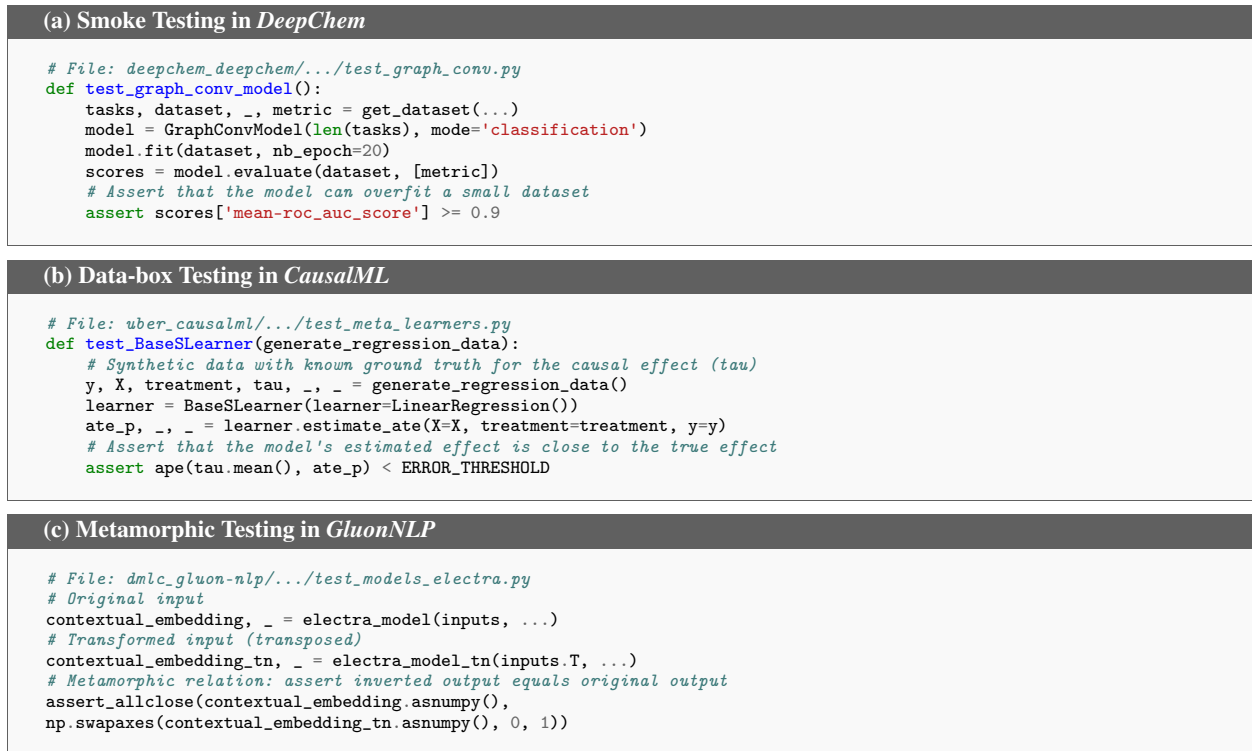 (a) Smoke Testing in DeepChem
# File: deepchem_deepchem/.../test_graph_conv.py
def test_graph_conv_model():
    tasks, dataset, _, metric = get_dataset(...)
    model = GraphConvModel(len(tasks), mode='classification')
    model.fit(dataset, nb_epoch=20)
    scores = model.evaluate(dataset, [metric])
    # Assert that the model can overfit a small dataset
    assert scores['mean-roc_auc_score'] >= 0.9
(b) Data-box Testing in CausalML
# File: uber_causalml/.../test_meta_learners.py
def test_BaseSLearner(generate_regression_data):
    # Synthetic data with known ground truth for the causal effect (tau)
    y, X, treatment, tau, _, _ = generate_regression_data()
    learner = BaseSLearner(learner=LinearRegression())
    ate_p, _, _ = learner.estimate_ate(X=X, treatment=treatment, y=y)
    # Assert that the model's estimated effect is close to the true effect
    assert ape(tau.mean(), ate_p) < ERROR_THRESHOLD
(c) Metamorphic Testing in GluonNLP
# File: dmlc_gluon-nlp/.../test_models_electra.py
# Original input
contextual_embedding, _ = electra_model(inputs, ...)
# Transformed input (transposed)
contextual_embedding_tn, _ = electra_model_tn(inputs.T, ...)
# Metamorphic relation: assert inverted output equals original output
assert_allclose(contextual_embedding.asnumpy(),
np.swapaxes(contextual_embedding_tn.asnumpy(), 0, 1))